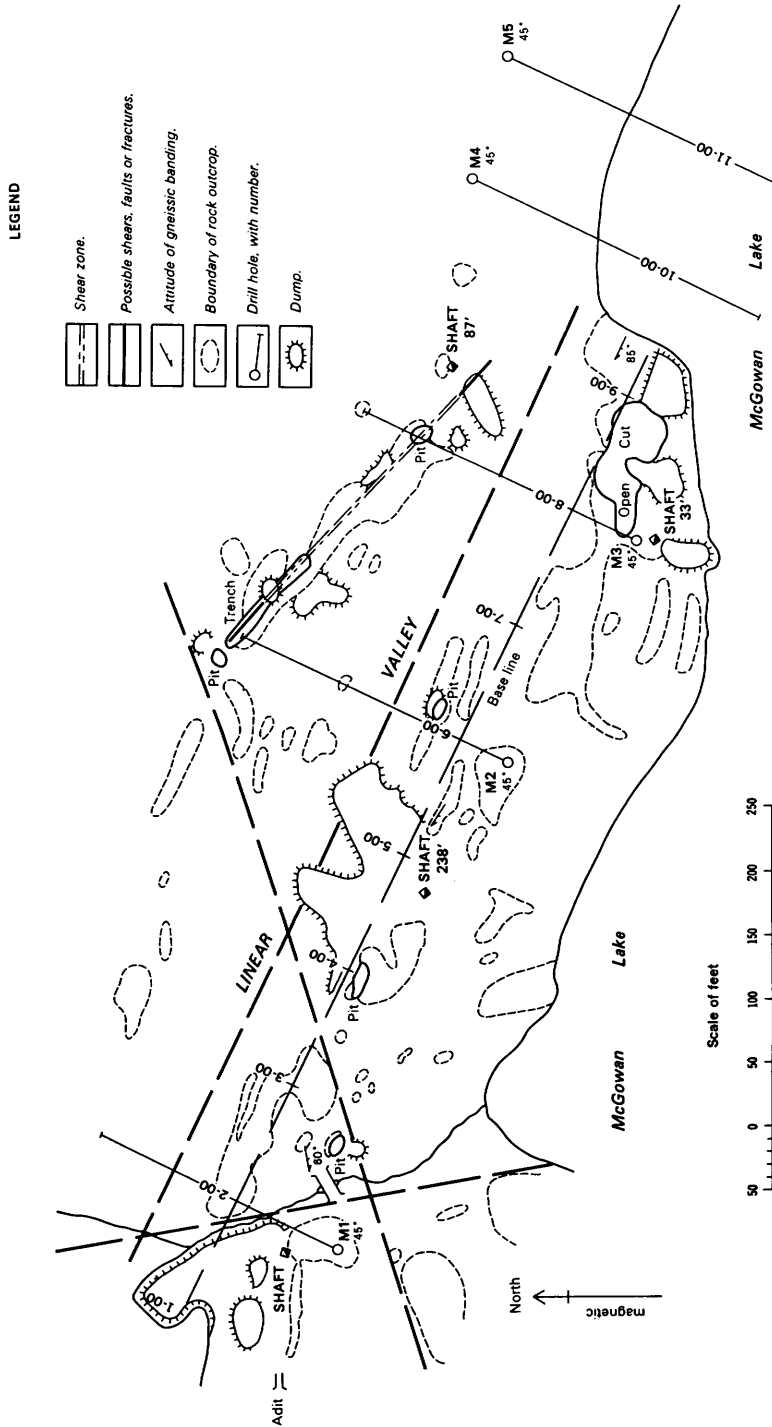 LEGEND
Shear zone.
Possible shears, faults or fractures.
Attitude of gneissic banding.
Boundary of rock outcrop.
Drill hole, with number.
Dump.
M5
45°
M4
45°
11-00
10-00
Lake
McGowan
SHAFT
87'
Pit
8-00
9-00
85°
Open Cut
SHAFT
33'
M3
45°
Trench
Pit
VALLEY
7-00
Base line
Pit
6-00
M2
45°
5-00
SHAFT
238'
LINEAR
4-00
Pit
3-00
60°
Pit
2-00
M1
45°
SHAFT
1-00
Adit
Lake
McGowan
North
magnetic
Scale of feet
50 0 50 100 150 200 250